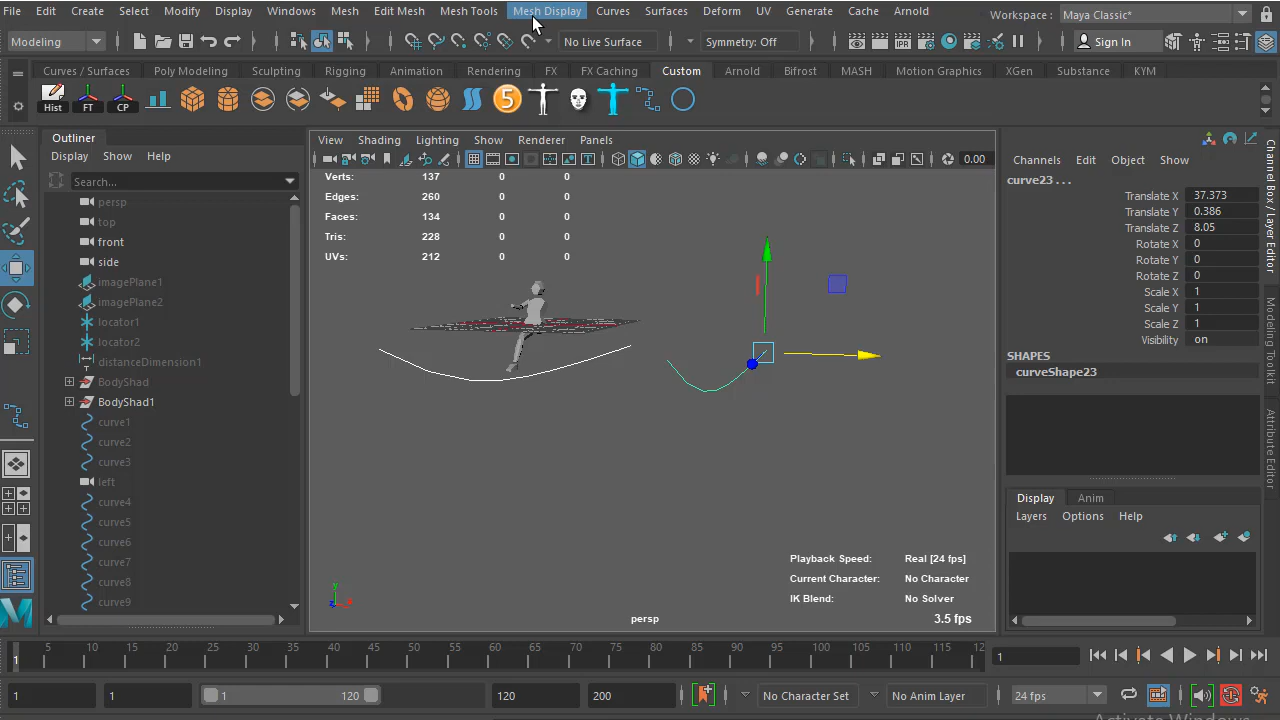 File Edit Create Select Modify Display Windows Mesh Edit Mesh Mesh Tools Mesh Display Curves Surfaces Deform UV Generate Cache Arnold Workspace: Maya Classic*
Modeling No Live Surface Symmetry: Off Sign In
Curves / Surfaces Poly Modeling Sculpting Rigging Animation Rendering FX FX Caching Custom Arnold Bifrost MASH Motion Graphics XGen Substance KYM
Hist FT CP 5
Outliner
Display Show Help
Search...
persp
top
front
side
imagePlane1
imagePlane2
locator1
locator2
distanceDimension1
BodyShad
BodyShad1
curve1
curve2
curve3
left
curve4
curve5
curve6
curve7
curve8
curve9
View Shading Lighting Show Renderer Panels
0.00
Verts: 137 0 0
Edges: 260 0 0
Faces: 134 0 0
Tris: 228 0 0
UVs: 212 0 0
Playback Speed: Real [24 fps]
Current Character: No Character
IK Blend: No Solver
persp 3.5 fps
y
Channels Edit Object Show
curve23 . . .
Translate X 37.373
Translate Y 0.386
Translate Z 8.05
Rotate X 0
Rotate Y 0
Rotate Z 0
Scale X 1
Scale Y 1
Scale Z 1
Visibility on
SHAPES
curveShape23
Display Anim
Layers Options Help
Channel Box / Layer Editor
Modeling Toolkit
Attribute Editor
1 5 10 15 20 25 30 35 40 45 50 55 60 65 70 75 80 85 90 95 100 105 110 115 12 1
1 1 1 120 120 200 No Character Set No Anim Layer 24 fps
Activate Windows